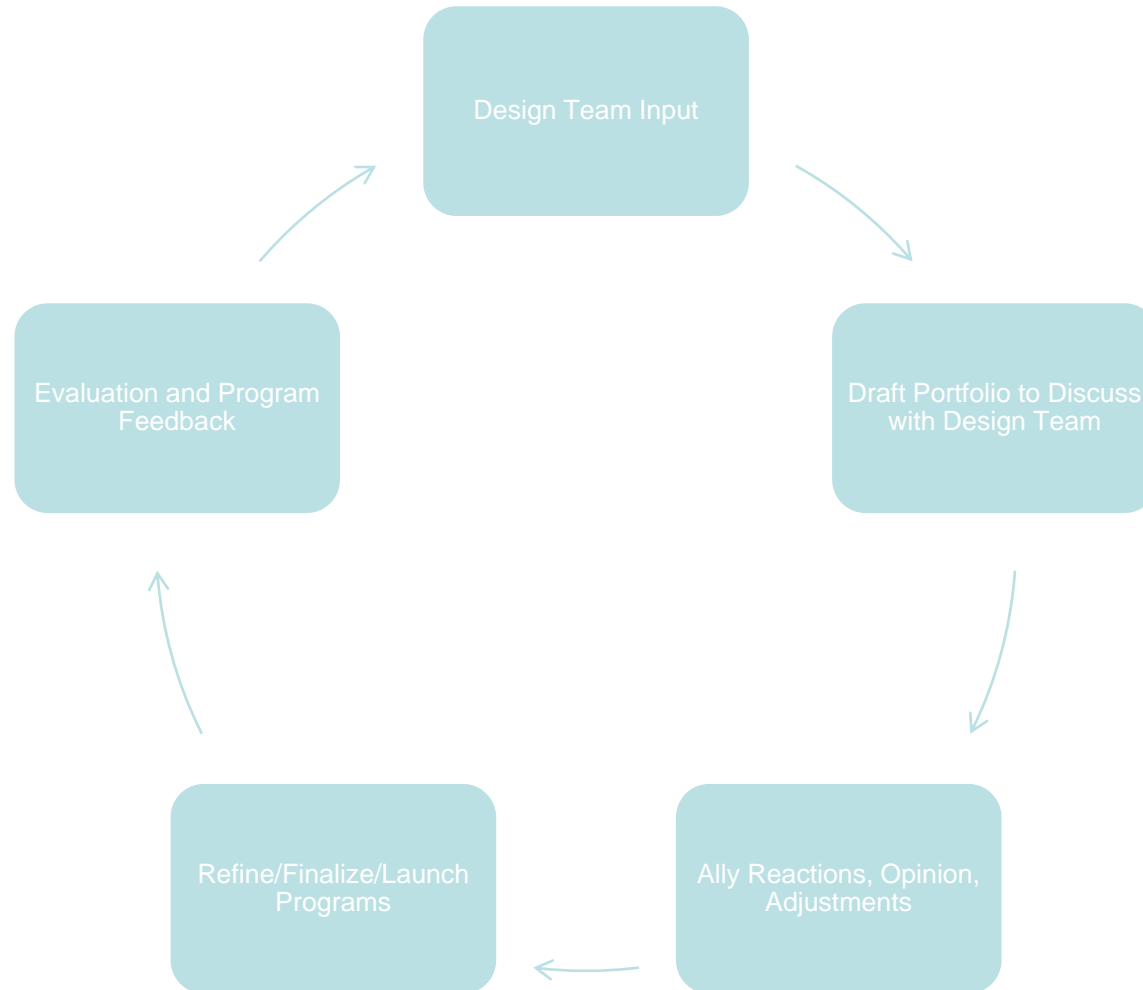 Design Team Input
Draft Portfolio to Discuss
with Design Team
Ally Reactions, Opinion,
Adjustments
Refine/Finalize/Launch
Programs
Evaluation and Program
Feedback